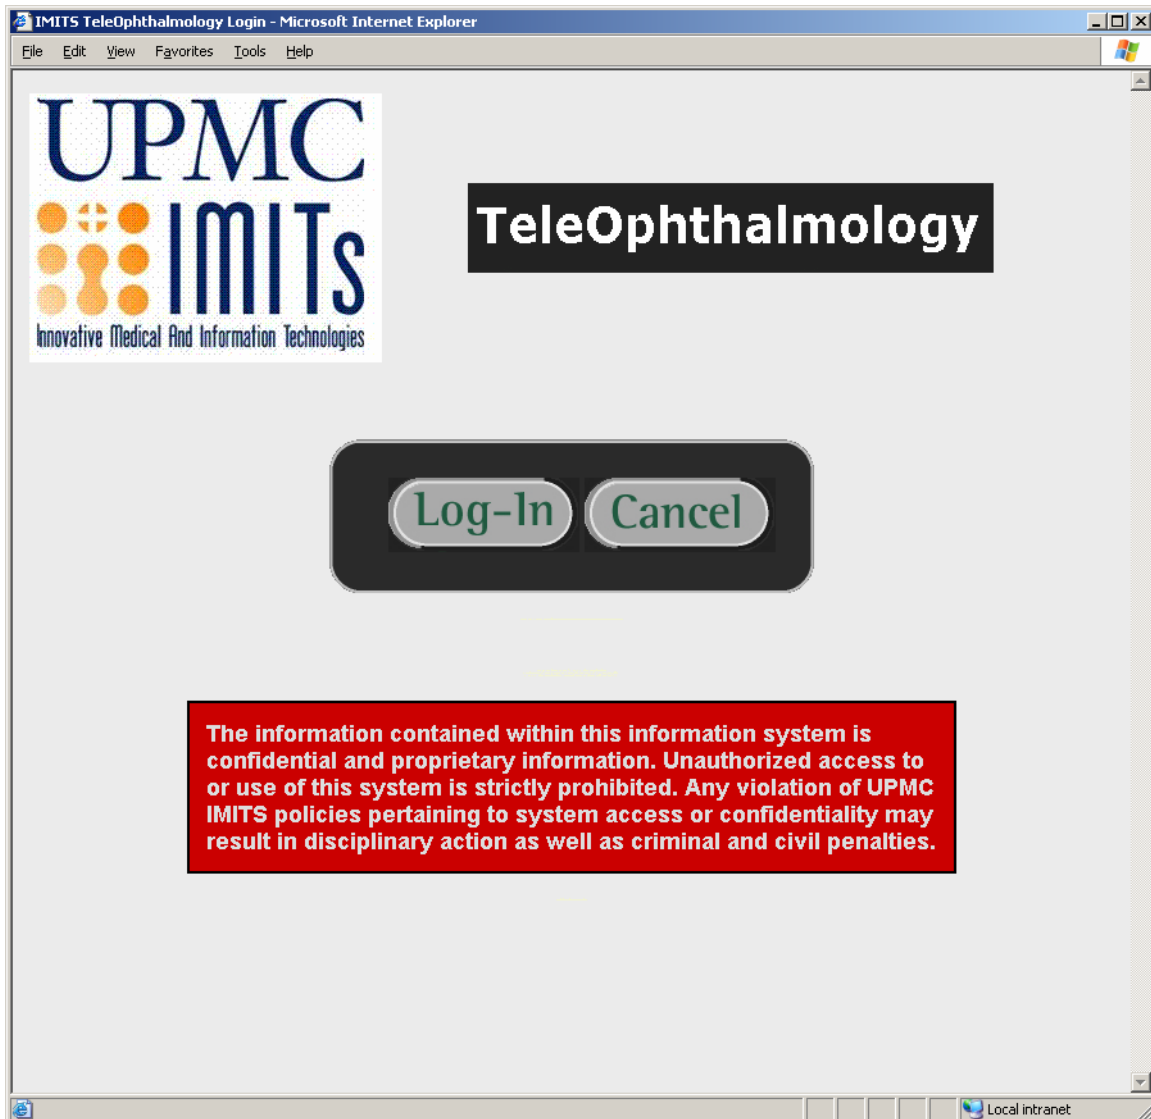 IMITS TeleOphthalmology Login - Microsoft Internet Explorer
File Edit View Favorites Tools Help
UPMC
IMITs
Innovative Medical And Information Technologies
TeleOphthalmology
Log-In Cancel
The information contained within this information system is
confidential and proprietary information. Unauthorized access to
or use of this system is strictly prohibited. Any violation of UPMC
IMITS policies pertaining to system access or confidentiality may
result in disciplinary action as well as criminal and civil penalties.
Local intranet